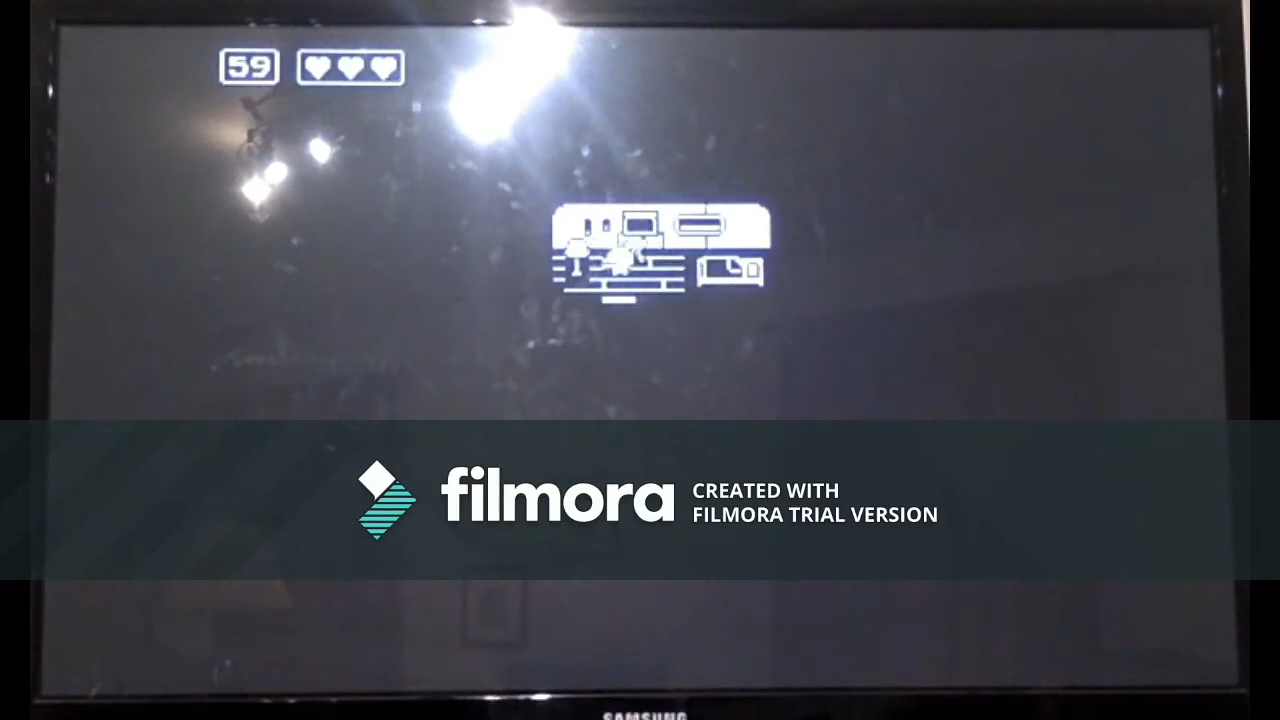 59
filmora
CREATED WITH
FILMORA TRIAL VERSION
SAMSUNG